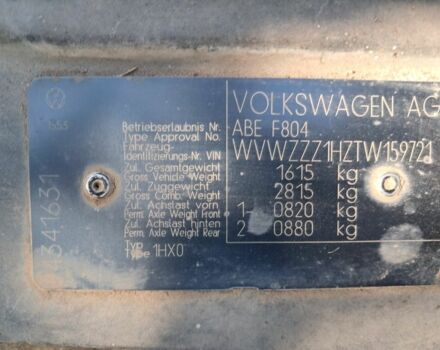 VOLKSWAGEN AG
Betriebserlaubnis Nr.
Type Approval No. ABE F804
Fahrzeug-
Identifizierungs-Nr. VIN WVWZZZ1HZTW159721
Zul. Gesamtgewicht
Gross Vehicle Weight 1615 kg
Zul. Zuggewicht
Gross Comb. Weight 2815 kg
Zul. Achslast vorn
Perm. Axle Weight Front 1- 0820 kg
Zul. Achslast hinten
Perm. Axle Weight Rear 2- 0880 kg
Typ
Type 1HX0
341631